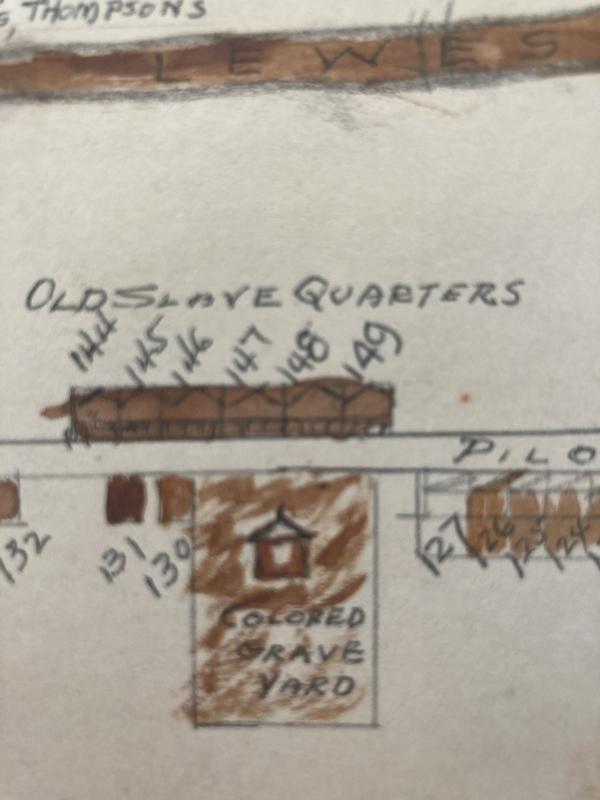 THOMPSONS
LEWES
OLD SLAVE QUARTERS
144 145 146 147 148 149
PILO
132 131 130 127 126 125 124
COLORED
GRAVE
YARD